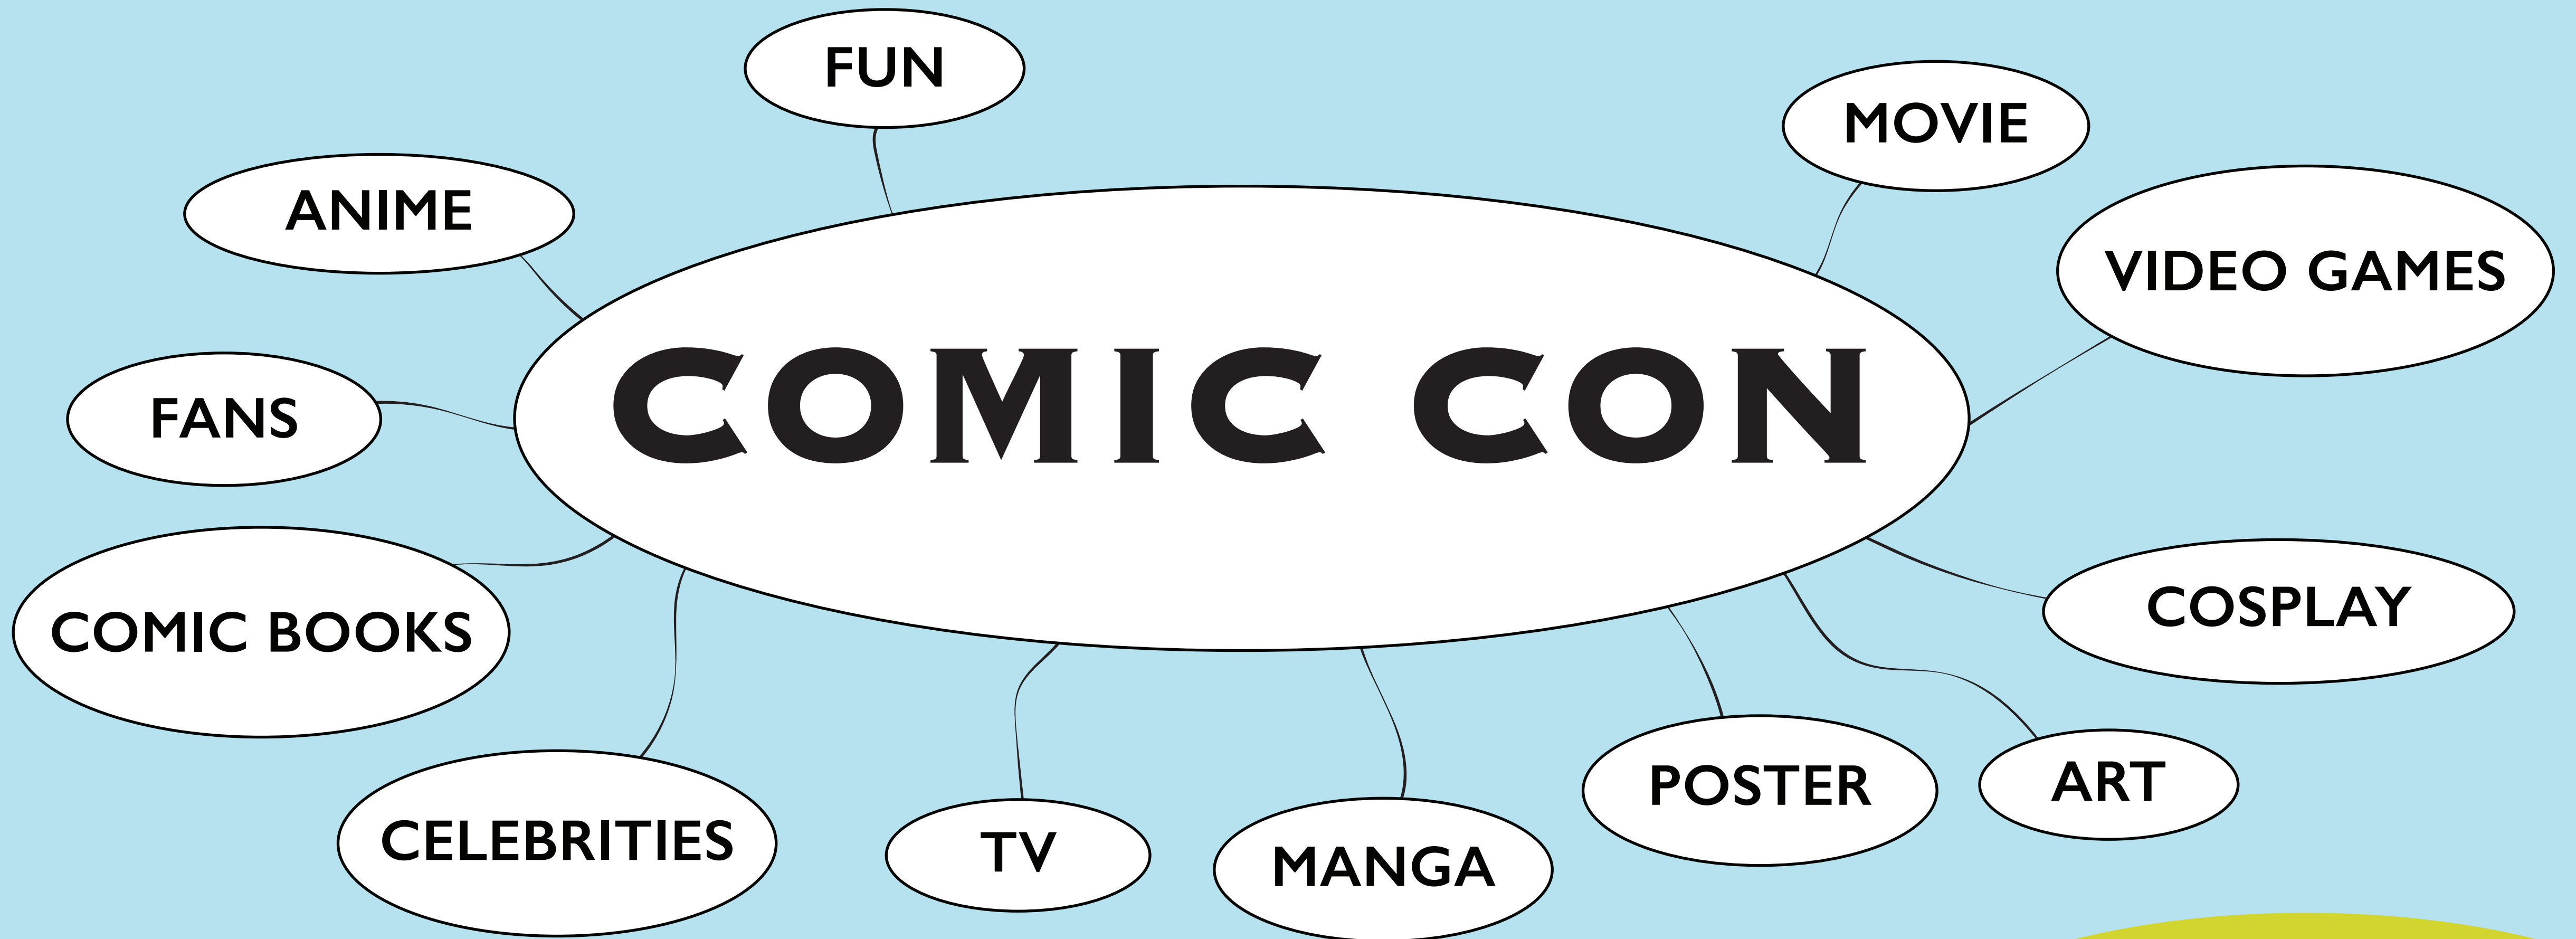 FUN
MOVIE
ANIME
VIDEO GAMES
FANS
COMIC CON
COMIC BOOKS
COSPLAY
CELEBRITIES
TV
MANGA
POSTER
ART